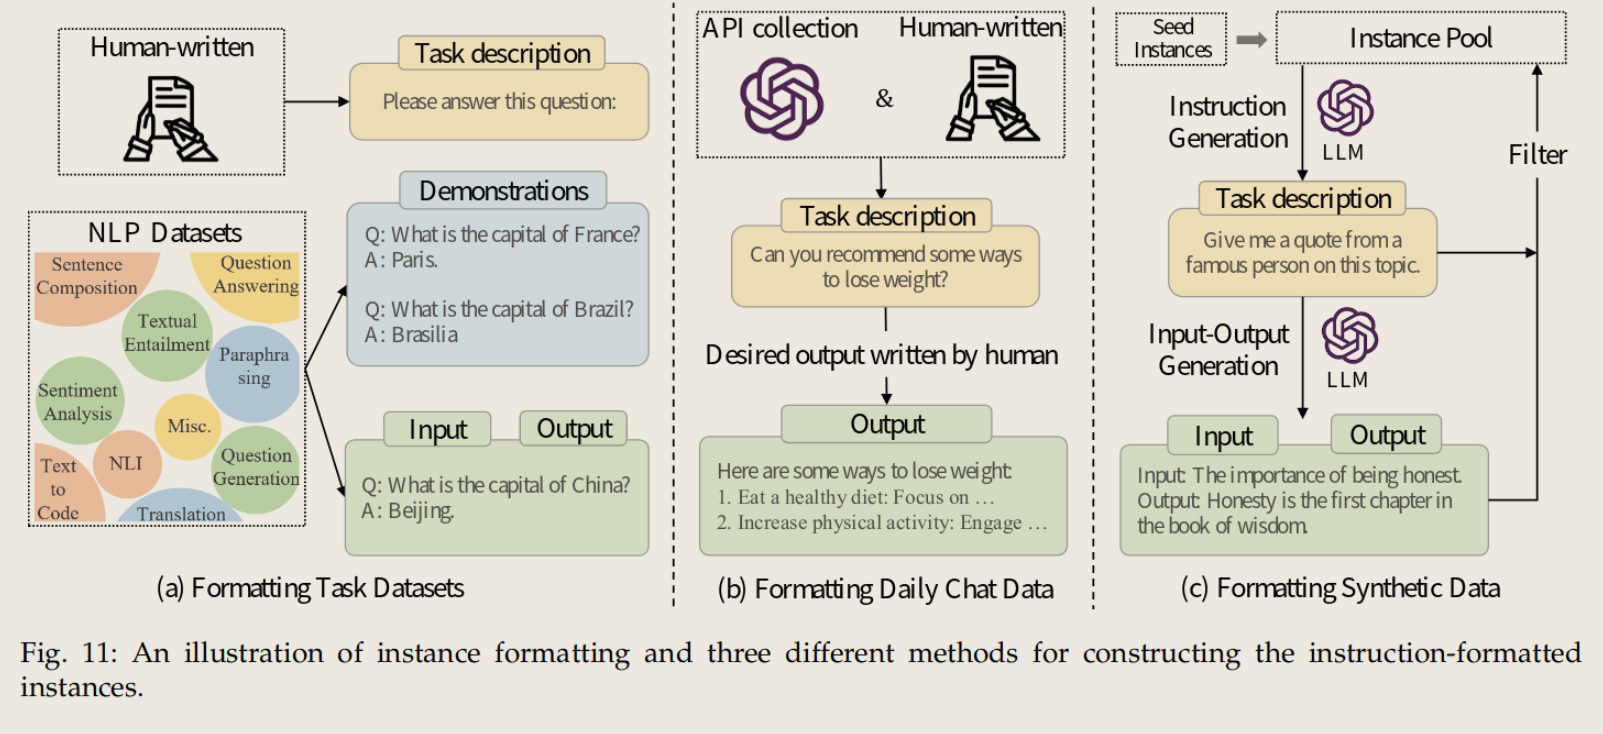 Human-written
Task description
Please answer this question:
NLP Datasets
Sentence
Composition
Question
Answering
Textual
Entailment
Paraphra
sing
Sentiment
Analysis
Misc.
Text
to
Code
NLI
Question
Generation
Translation
Demonstrations
Q: What is the capital of France?
A: Paris.
Q: What is the capital of Brazil?
A: Brasilia
Input
Output
Q: What is the capital of China?
A: Beijing.
(a) Formatting Task Datasets
API collection
&
Human-written
Task description
Can you recommend some ways
to lose weight?
Desired output written by human
Output
Here are some ways to lose weight:
1. Eat a healthy diet: Focus on …
2. Increase physical activity: Engage …
(b) Formatting Daily Chat Data
Seed
Instances
Instance Pool
Instruction
Generation
LLM
Filter
Task description
Give me a quote from a
famous person on this topic.
Input-Output
Generation
LLM
Input
Output
Input: The importance of being honest.
Output: Honesty is the first chapter in
the book of wisdom.
(c) Formatting Synthetic Data
Fig. 11: An illustration of instance formatting and three different methods for constructing the instruction-formatted
instances.